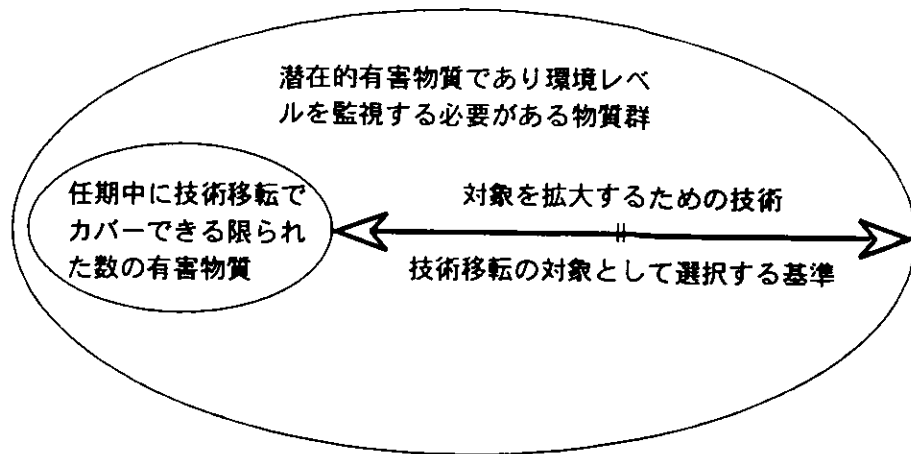 潜在的有害物質であり環境レベ
ルを監視する必要がある物質群
任期中に技術移転で
カバーできる限られ
た数の有害物質
対象を拡大するための技術
技術移転の対象として選択する基準